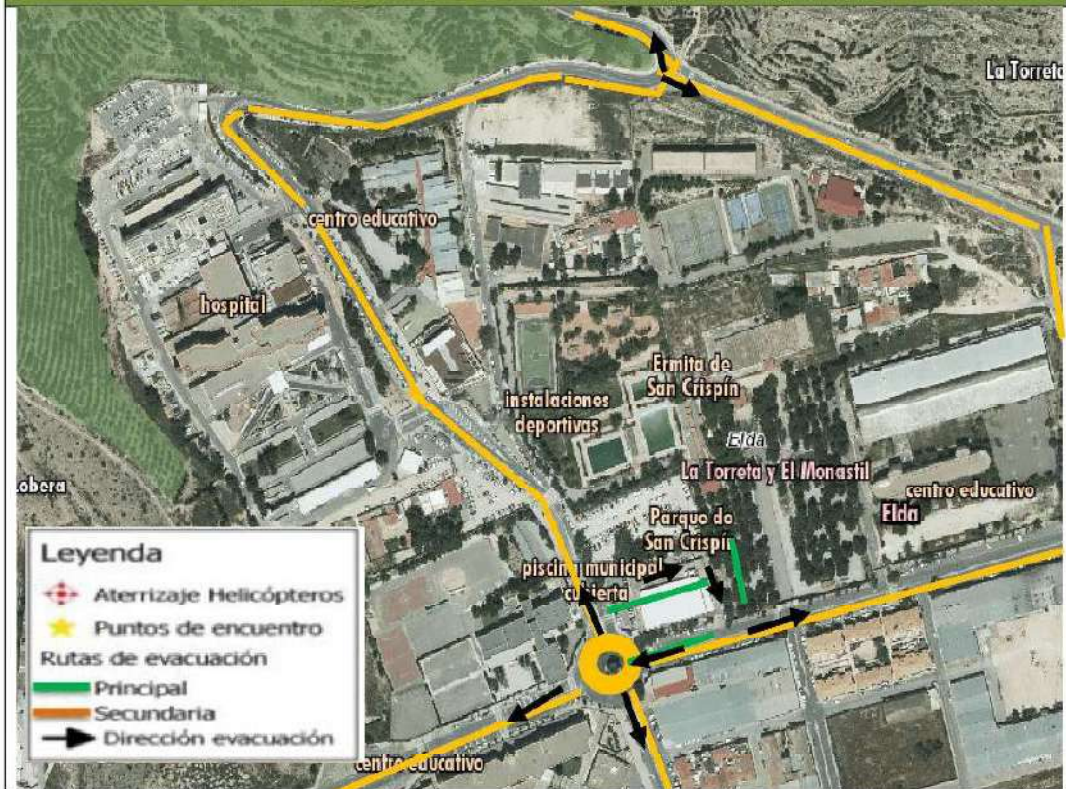 La Torreta
centro educativo
hospital
Ermita de
San Crispín
instalaciones
deportivas
Elda
La Torreta y El Monastil
.obera
centro educativo
Elda
Parque de
San Crispín
piscina municipal
cubierta
centro educativo
Leyenda
Aterrizaje Helicópteros
Puntos de encuentro
Rutas de evacuación
Principal
Secundaria
Dirección evacuación